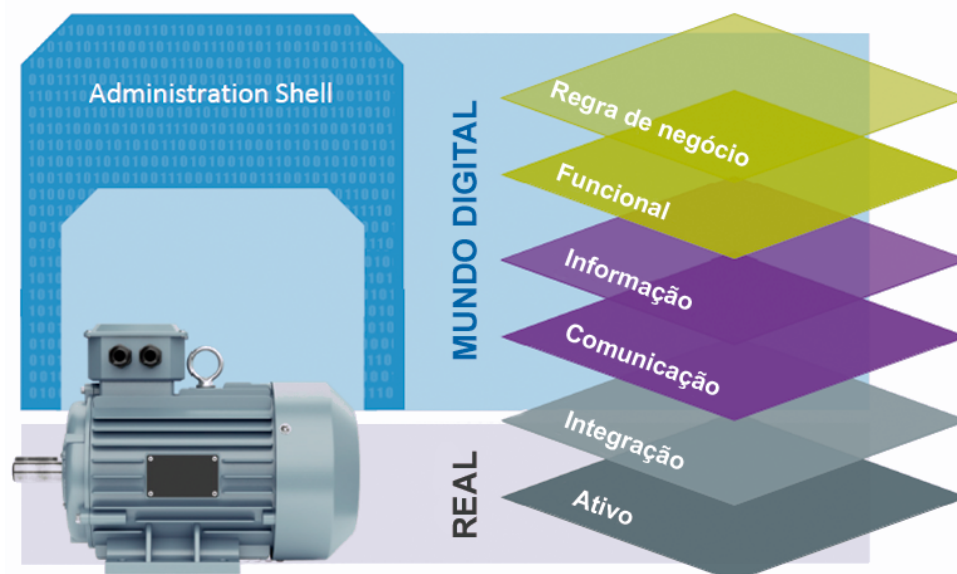 Administration Shell
MUNDO DIGITAL
REAL
Regra de negócio
Funcional
Informação
Comunicação
Integração
Ativo